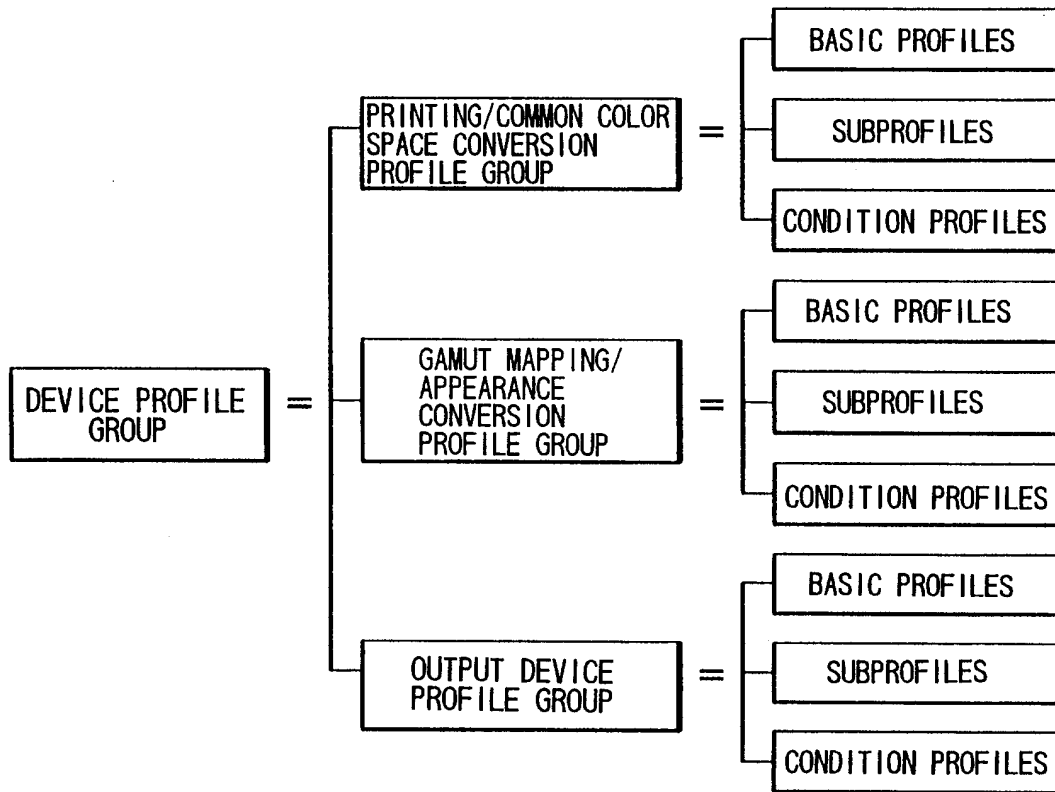 DEVICE PROFILE
GROUP
=
PRINTING/COMMON COLOR
SPACE CONVERSION
PROFILE GROUP
=
BASIC PROFILES
SUBPROFILES
CONDITION PROFILES
GAMUT MAPPING/
APPEARANCE
CONVERSION
PROFILE GROUP
=
BASIC PROFILES
SUBPROFILES
CONDITION PROFILES
OUTPUT DEVICE
PROFILE GROUP
=
BASIC PROFILES
SUBPROFILES
CONDITION PROFILES